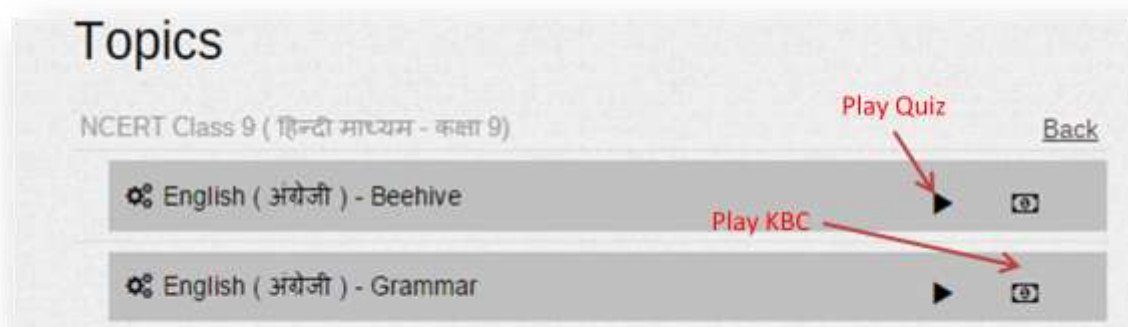 Topics
Play Quiz
NCERT Class 9 ( हिन्दी माध्यम - कक्षा 9)
Back
English ( अंग्रेजी ) - Beehive
Play KBC
English ( अंग्रेजी ) - Grammar